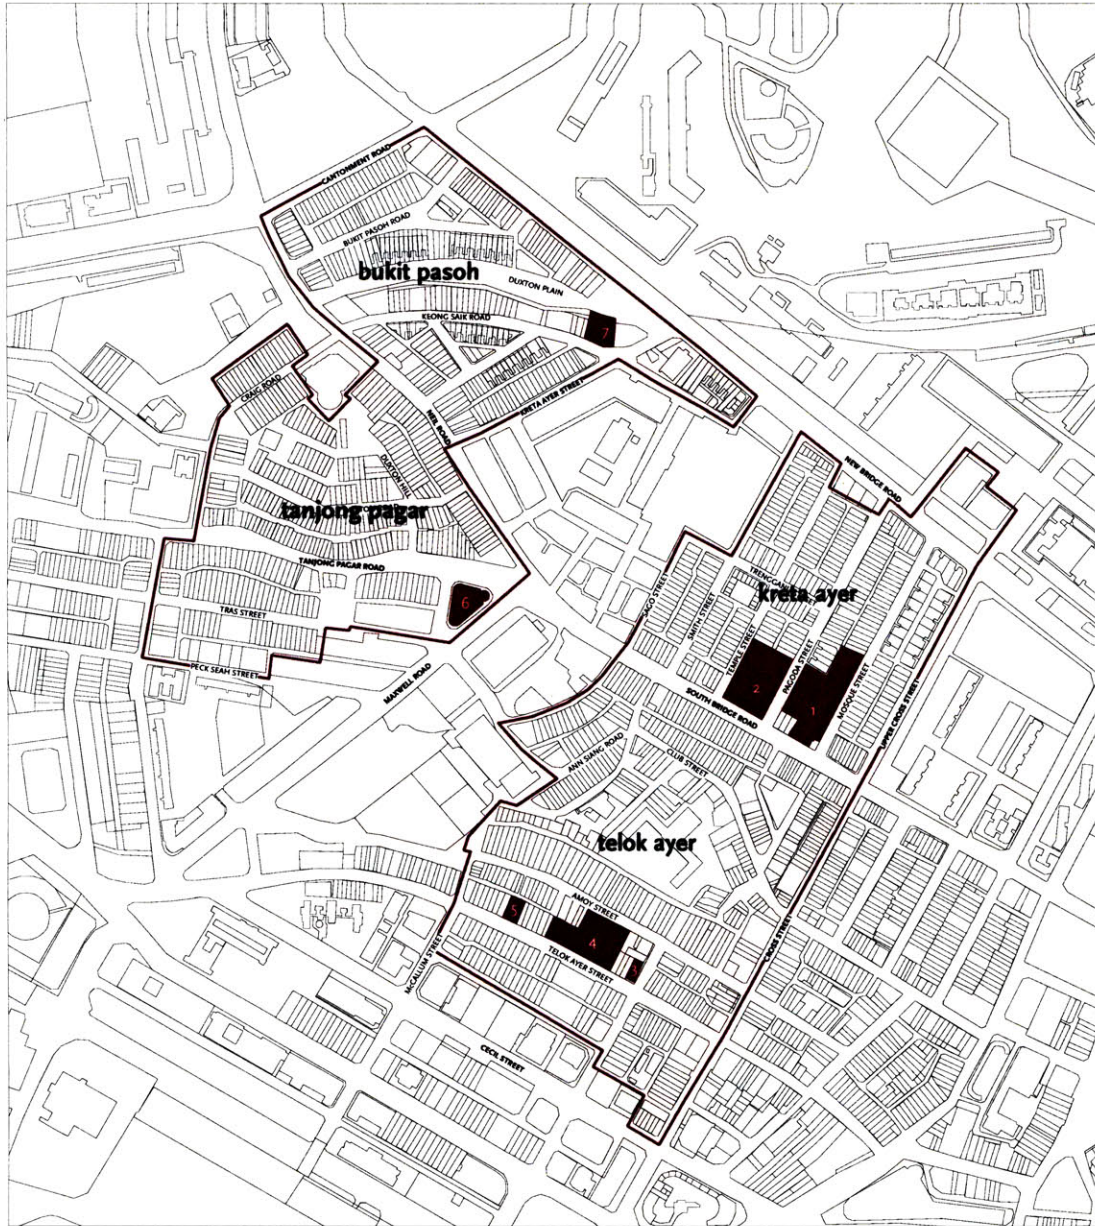 CANTONMENT ROAD
BUKIT PASOH ROAD
bukit pasoh
DUXTON PLAIN
KEONG SAIK ROAD
7
KRETA AYER STREET
CRAIG ROAD
NEIL ROAD
DUXTON HILL
NEW BRIDGE ROAD
tanjong pagar
TANJONG PAGAR ROAD
6
TRAS STREET
PECK SEAH STREET
MAXWELL ROAD
SAGO STREET
SMITH STREET
kreta ayer
TEMPLE STREET
2
PAGODA STREET
1
MOSQUE STREET
UPPER CROSS STREET
SOUTH BRIDGE ROAD
ANN SIANG ROAD
CLUB STREET
telok ayer
AMOY STREET
5
4
3
TELOK AYER STREET
CROSS STREET
McCALLUM STREET
CECIL STREET